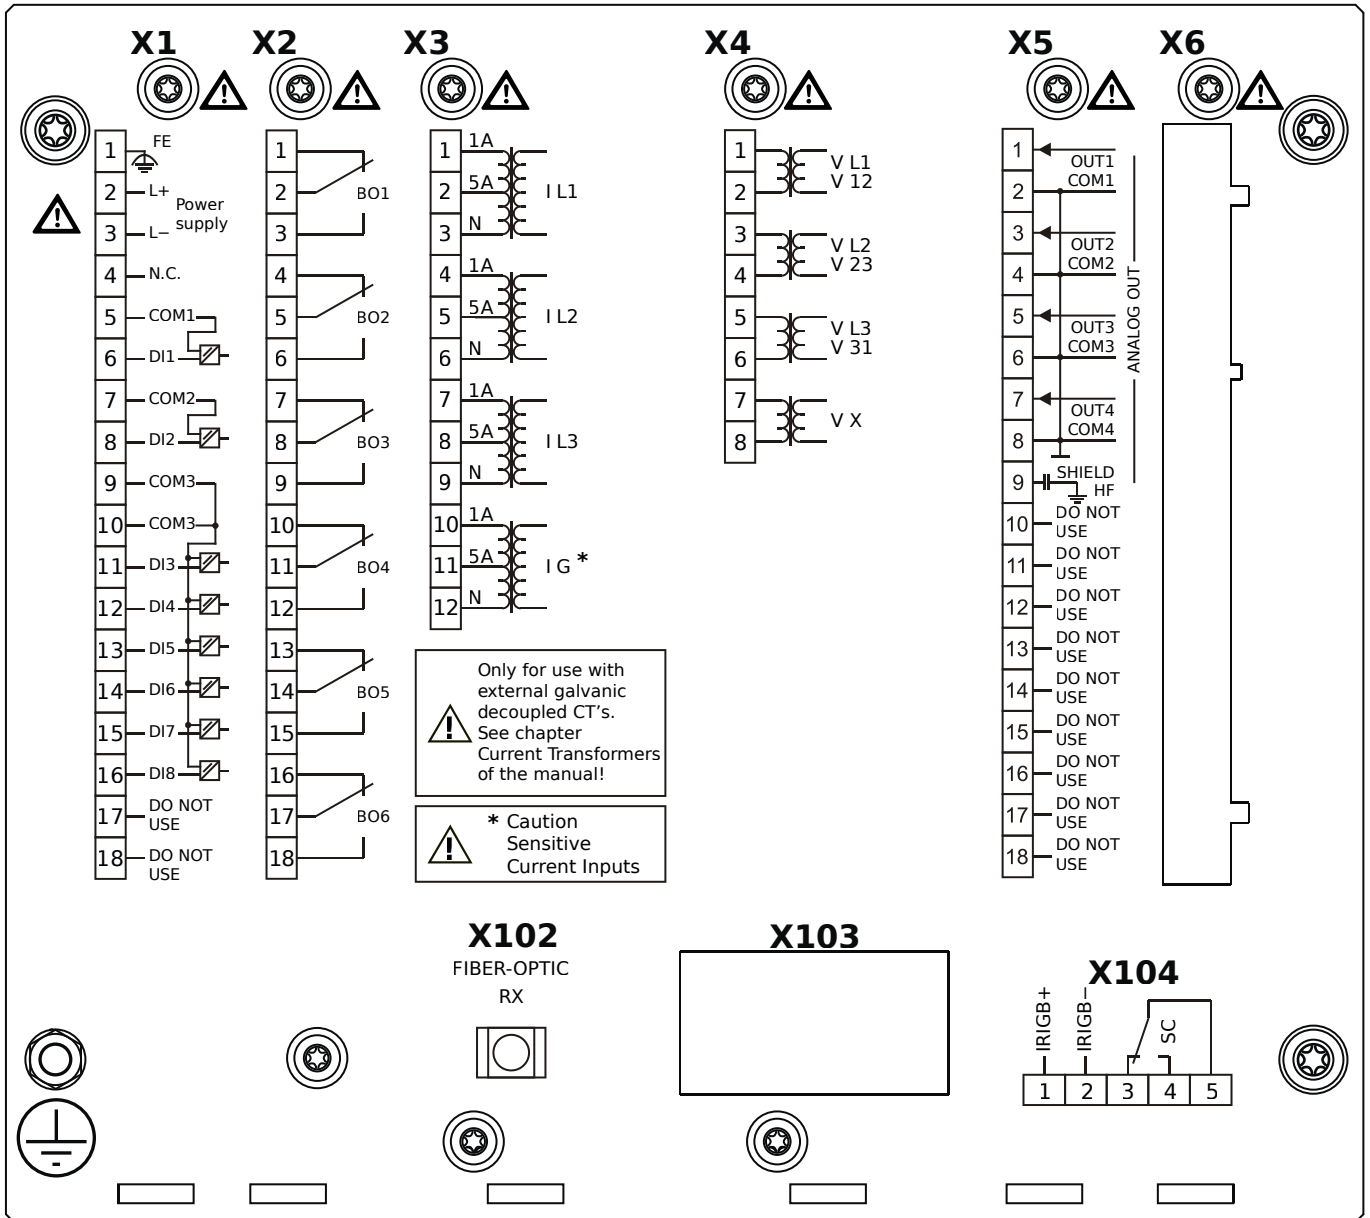 X1 X2 X3 X4 X5 X6
1 FE
2 L+
Power
supply
3 L−
4 N.C.
5 COM1
6 DI1
7 COM2
8 DI2
9 COM3
10 COM3
11 DI3
12 DI4
13 DI5
14 DI6
15 DI7
16 DI8
17 DO NOT
USE
18 DO NOT
USE
1
2 BO1
3
4
5 BO2
6
7
8 BO3
9
10
11 BO4
12
13
14 BO5
15
16
17 BO6
18
1 1A
2 5A I L1
3 N
4 1A
5 5A I L2
6 N
7 1A
8 5A I L3
9 N
10 1A
11 5A I G *
12 N
Only for use with
external galvanic
decoupled CT's.
See chapter
Current Transformers
of the manual!
* Caution
Sensitive
Current Inputs
1 V L1
2 V 12
3 V L2
4 V 23
5 V L3
6 V 31
7 V X
8
1 OUT1
2 COM1
3 OUT2
4 COM2
5 OUT3
6 COM3
7 OUT4
8 COM4
ANALOG OUT
9 SHIELD
HF
10 DO NOT
USE
11 DO NOT
USE
12 DO NOT
USE
13 DO NOT
USE
14 DO NOT
USE
15 DO NOT
USE
16 DO NOT
USE
17 DO NOT
USE
18 DO NOT
USE
X102
FIBER-OPTIC
RX
X103
X104
IRIGB+
IRIGB−
SC
1 2 3 4 5